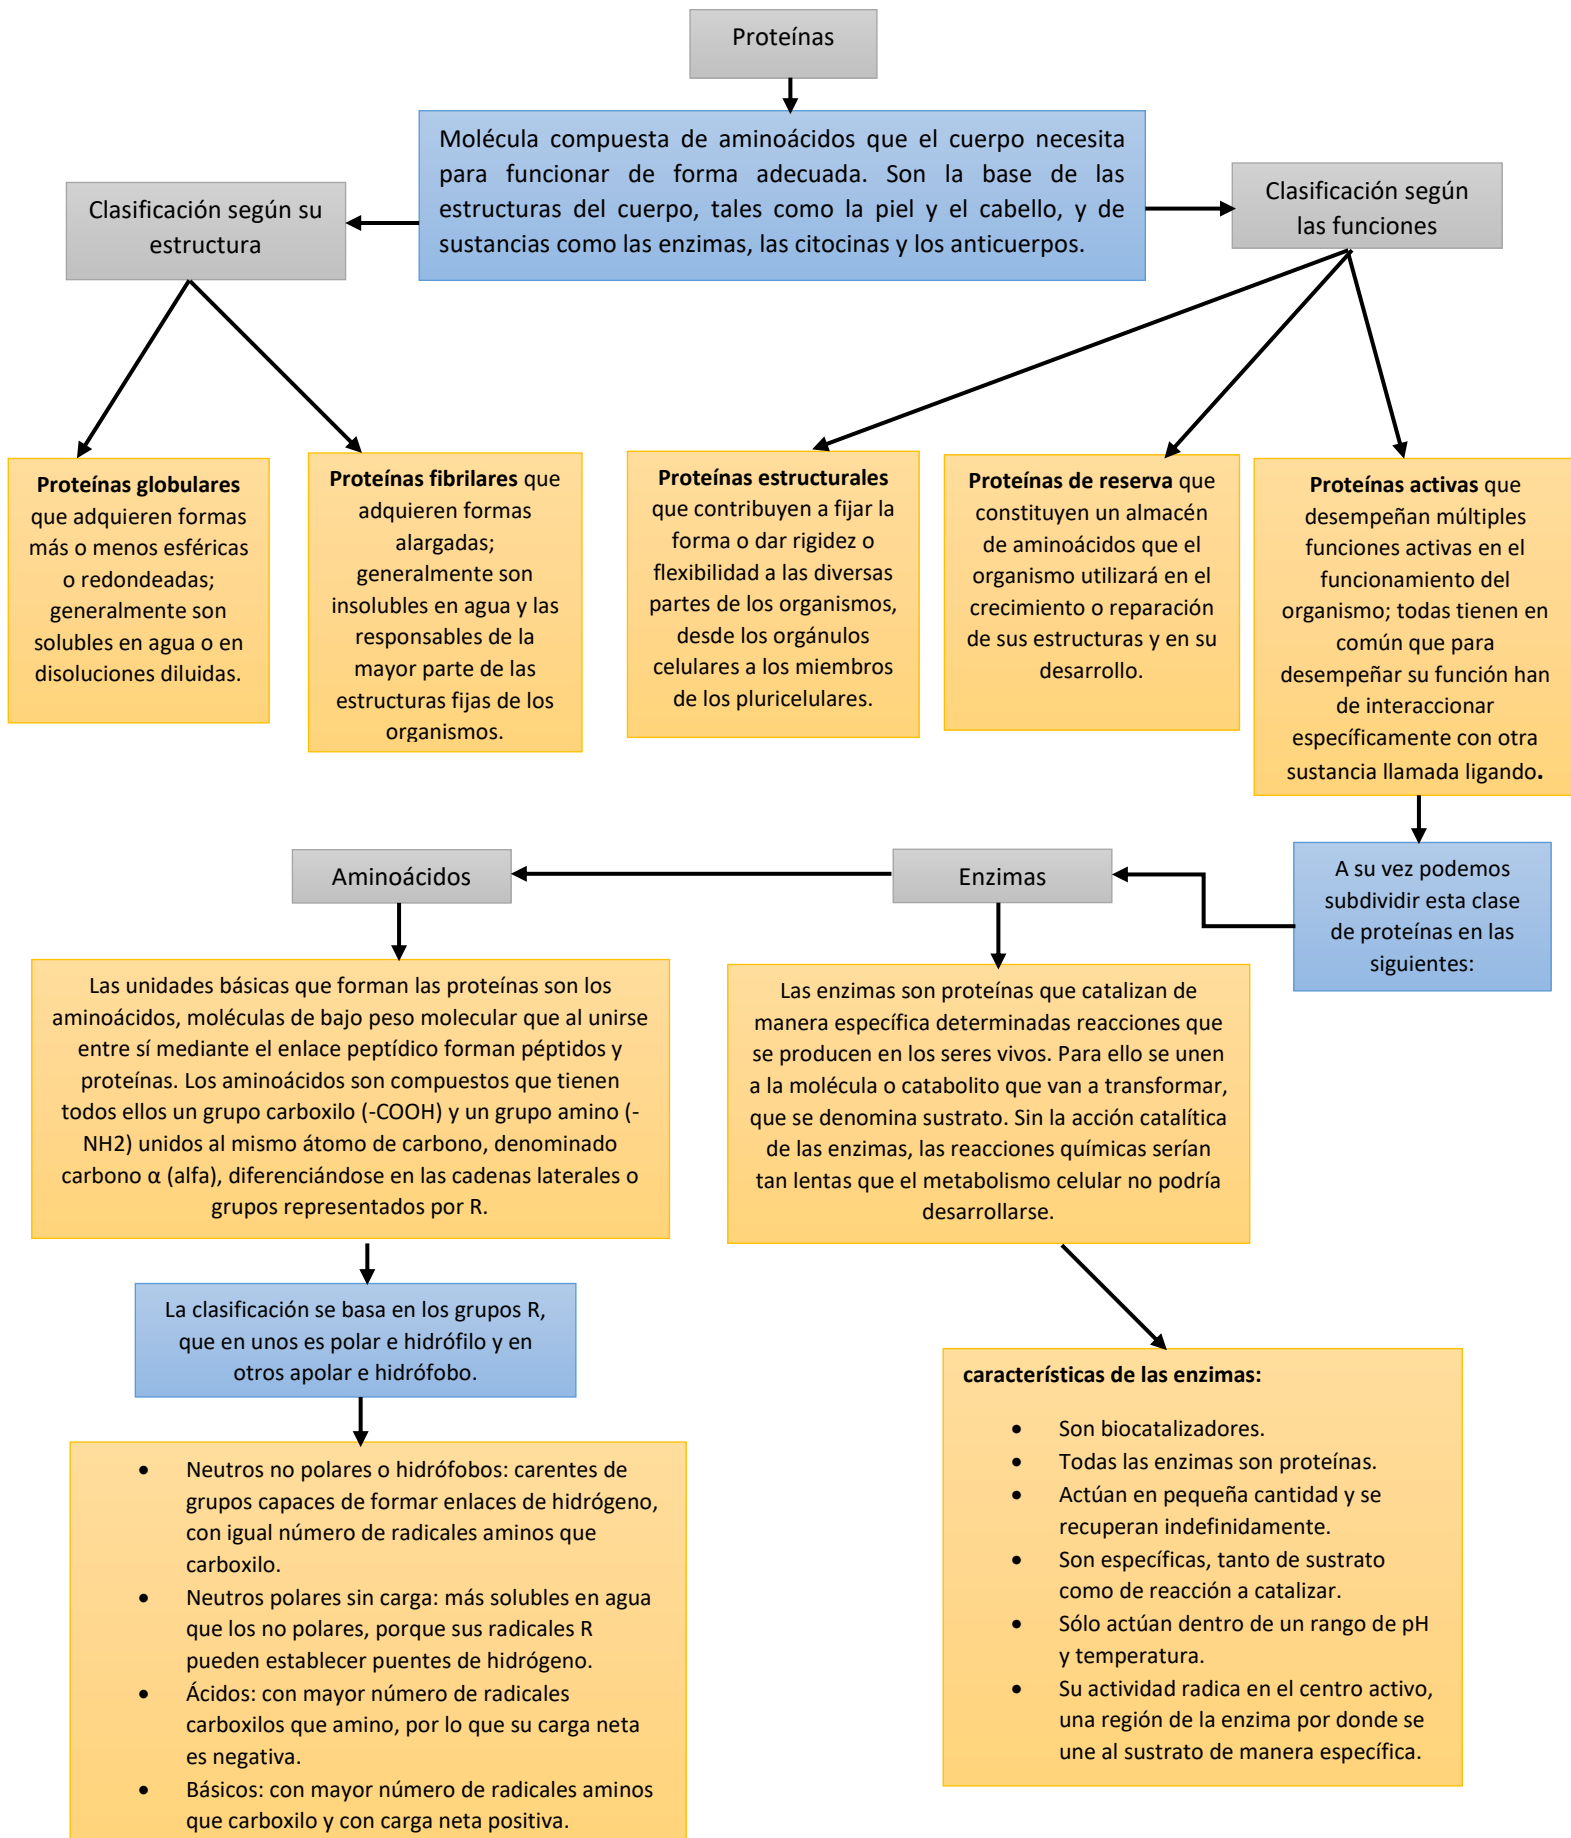 Proteínas
Molécula compuesta de aminoácidos que el cuerpo necesita
para funcionar de forma adecuada. Son la base de las
estructuras del cuerpo, tales como la piel y el cabello, y de
sustancias como las enzimas, las citocinas y los anticuerpos.
Clasificación según su
estructura
Clasificación según
las funciones
Proteínas globulares
que adquieren formas
más o menos esféricas
o redondeadas;
generalmente son
solubles en agua o en
disoluciones diluidas.
Proteínas fibrilares que
adquieren formas
alargadas;
generalmente son
insolubles en agua y las
responsables de la
mayor parte de las
estructuras fijas de los
organismos.
Proteínas estructurales
que contribuyen a fijar la
forma o dar rigidez o
flexibilidad a las diversas
partes de los organismos,
desde los orgánulos
celulares a los miembros
de los pluricelulares.
Proteínas de reserva que
constituyen un almacén
de aminoácidos que el
organismo utilizará en el
crecimiento o reparación
de sus estructuras y en su
desarrollo.
Proteínas activas que
desempeñan múltiples
funciones activas en el
funcionamiento del
organismo; todas tienen en
común que para
desempeñar su función han
de interaccionar
específicamente con otra
sustancia llamada ligando.
A su vez podemos
subdividir esta clase
de proteínas en las
siguientes:
Enzimas
Aminoácidos
Las unidades básicas que forman las proteínas son los
aminoácidos, moléculas de bajo peso molecular que al unirse
entre sí mediante el enlace peptídico forman péptidos y
proteínas. Los aminoácidos son compuestos que tienen
todos ellos un grupo carboxilo (-COOH) y un grupo amino (-
NH2) unidos al mismo átomo de carbono, denominado
carbono α (alfa), diferenciándose en las cadenas laterales o
grupos representados por R.
Las enzimas son proteínas que catalizan de
manera específica determinadas reacciones que
se producen en los seres vivos. Para ello se unen
a la molécula o catabolito que van a transformar,
que se denomina sustrato. Sin la acción catalítica
de las enzimas, las reacciones químicas serían
tan lentas que el metabolismo celular no podría
desarrollarse.
La clasificación se basa en los grupos R,
que en unos es polar e hidrófilo y en
otros apolar e hidrófobo.
• Neutros no polares o hidrófobos: carentes de
grupos capaces de formar enlaces de hidrógeno,
con igual número de radicales aminos que
carboxilo.
• Neutros polares sin carga: más solubles en agua
que los no polares, porque sus radicales R
pueden establecer puentes de hidrógeno.
• Ácidos: con mayor número de radicales
carboxilos que amino, por lo que su carga neta
es negativa.
• Básicos: con mayor número de radicales aminos
que carboxilo y con carga neta positiva.
características de las enzimas:
• Son biocatalizadores.
• Todas las enzimas son proteínas.
• Actúan en pequeña cantidad y se
recuperan indefinidamente.
• Son específicas, tanto de sustrato
como de reacción a catalizar.
• Sólo actúan dentro de un rango de pH
y temperatura.
• Su actividad radica en el centro activo,
una región de la enzima por donde se
une al sustrato de manera específica.